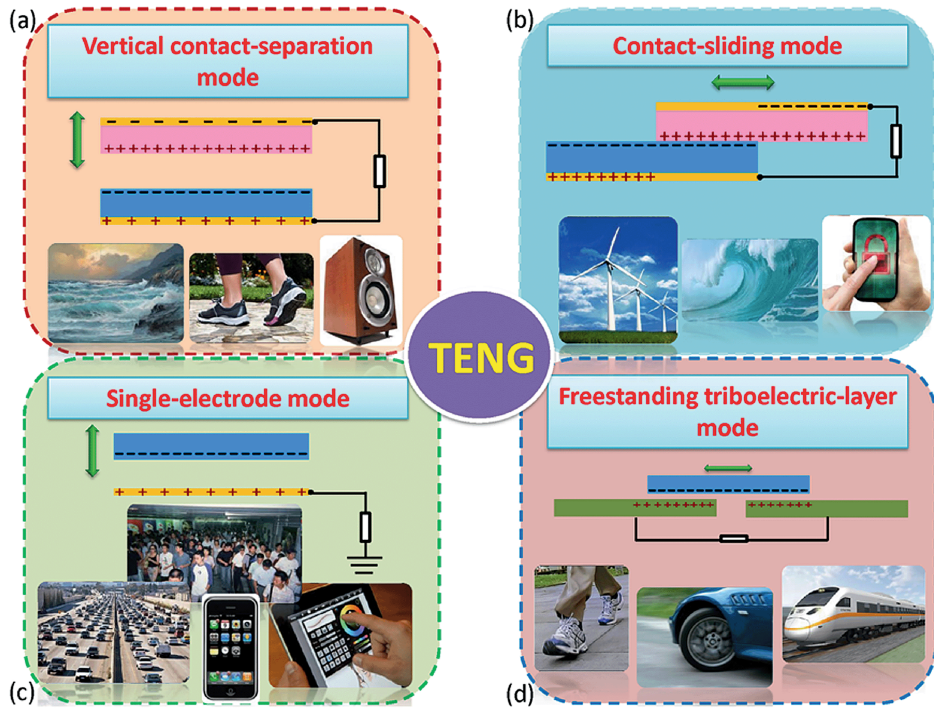 (a)
Vertical contact-separation
mode
(b)
Contact-sliding mode
TENG
Single-electrode mode
Freestanding triboelectric-layer
mode
(c)
(d)